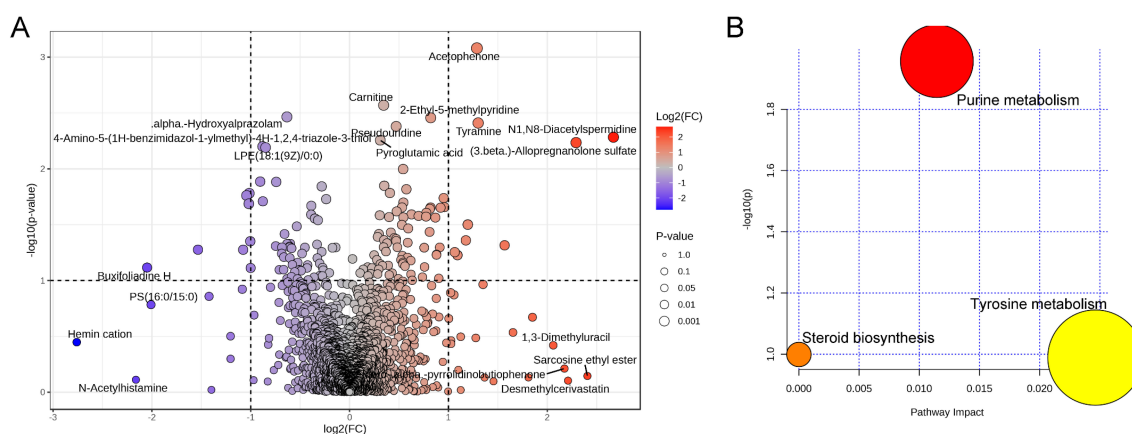 A
B
3
2
1
0
-log10(p-value)
-3
-2
-1
0
1
2
log2(FC)
Acetophenone
Carnitine
2-Ethyl-5-methylpyridine
.alpha.-Hydroxyalprazolam
Pseudouridine
Tyramine
N1,N8-Diacetylspermidine
4-Amino-5-(1H-benzimidazol-1-ylmethyl)-4H-1,2,4-triazole-3-thiol
LPE(18:1(9Z)/0:0)
Pyroglutamic acid
(3.beta.)-Allopregnanolone sulfate
Buxifoliadine H
PS(16:0/15:0)
Hemin cation
N-Acetylhistamine
1,3-Dimethyluracil
Sarcosine ethyl ester
-pyrrolidinobutiophenone
Desmethylcerivastatin
Log2(FC)
2
1
0
-1
-2
P-value
1.0
0.1
0.05
0.01
0.001
-log10(p)
1.8
1.6
1.4
1.2
1.0
Purine metabolism
Tyrosine metabolism
Steroid biosynthesis
0.000
0.005
0.010
0.015
0.020
Pathway Impact